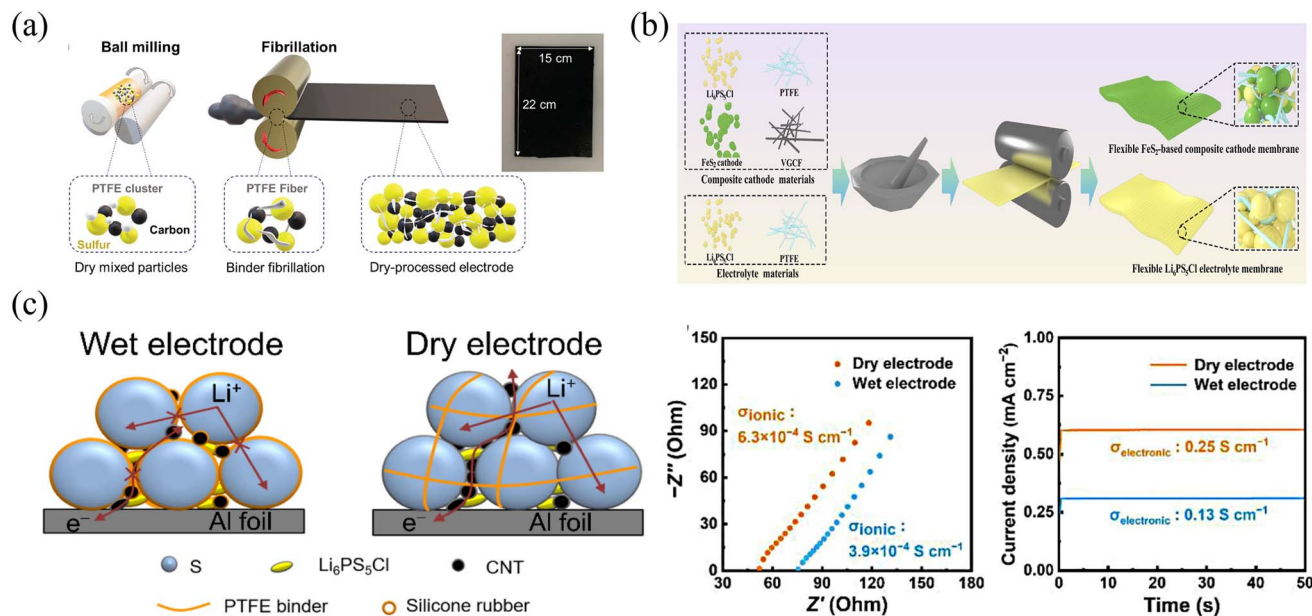 (a)
Ball milling
Fibrillation
15 cm
22 cm
PTFE cluster
Carbon
Sulfur
Dry mixed particles
PTFE Fiber
Binder fibrillation
Dry-processed electrode
(b)
Li₆PS₅Cl
PTFE
FeS₂ cathode
VGCF
Composite cathode materials
Li₆PS₅Cl
PTFE
Electrolyte materials
Flexible FeS₂-based composite cathode membrane
Flexible Li₆PS₅Cl electrolyte membrane
(c)
Wet electrode
Li⁺
e⁻
Al foil
Dry electrode
Li⁺
e⁻
Al foil
S
Li₆PS₅Cl
CNT
PTFE binder
Silicone rubber
150
120
90
60
30
0
−Z″ (Ohm)
Dry electrode
Wet electrode
σionic :
6.3×10⁻⁴ S cm⁻¹
σionic :
3.9×10⁻⁴ S cm⁻¹
30 60 90 120 150 180
Z′ (Ohm)
1.00
0.75
0.50
0.25
0.00
Current density (mA cm⁻²)
Dry electrode
Wet electrode
σelectronic : 0.25 S cm⁻¹
σelectronic : 0.13 S cm⁻¹
0 10 20 30 40 50
Time (s)